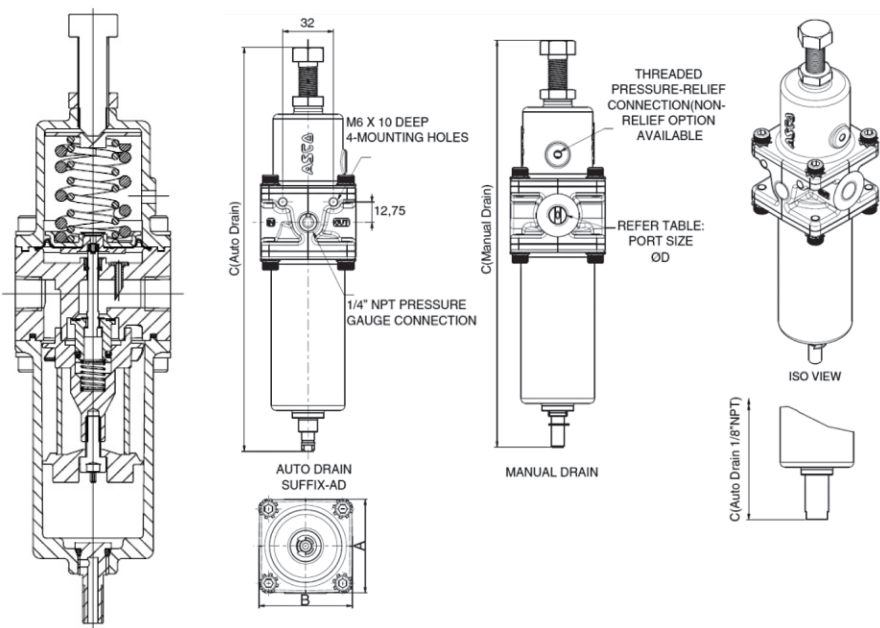 32
M6 X 10 DEEP
4-MOUNTING HOLES
ASCO
12,75
IN
OUT
C(Auto Drain)
1/4" NPT PRESSURE
GAUGE CONNECTION
AUTO DRAIN
SUFFIX-AD
A
B
THREADED
PRESSURE-RELIEF
CONNECTION(NON-
RELIEF OPTION
AVAILABLE
C(Manual Drain)
REFER TABLE:
PORT SIZE
ØD
MANUAL DRAIN
ASCO
ISO VIEW
C(Auto Drain 1/8"NPT)